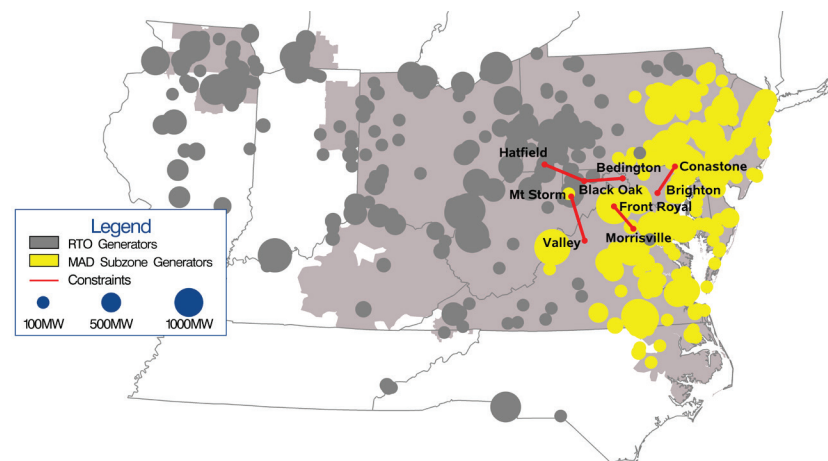 Hatfield
Bedington
Conastone
Mt Storm
Black Oak
Brighton
Front Royal
Valley
Morrisville
Legend
RTO Generators
MAD Subzone Generators
Constraints
100MW
500MW
1000MW